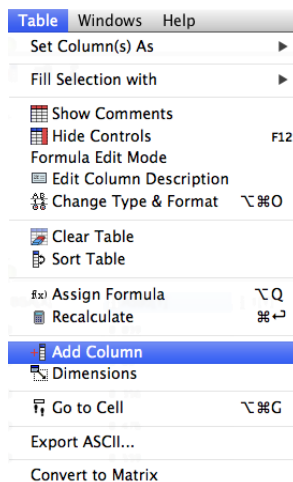 Table Windows Help
Set Column(s) As ▶
Fill Selection with ▶
Show Comments
Hide Controls F12
Formula Edit Mode
Edit Column Description
Change Type & Format ⌥⌘O
Clear Table
Sort Table
f(x) Assign Formula ⌥Q
Recalculate ⌘↩
Add Column
Dimensions
Go to Cell ⌥⌘G
Export ASCII...
Convert to Matrix